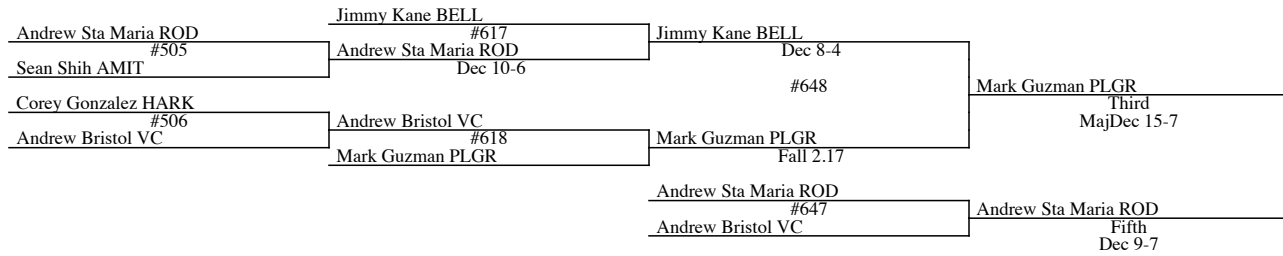 Jimmy Kane BELL
Andrew Sta Maria ROD
#617
Jimmy Kane BELL
#505
Andrew Sta Maria ROD
Dec 8-4
Sean Shih AMIT
Dec 10-6
#648
Mark Guzman PLGR
Corey Gonzalez HARK
Third
#506
Andrew Bristol VC
MajDec 15-7
Andrew Bristol VC
#618
Mark Guzman PLGR
Mark Guzman PLGR
Fall 2.17
Andrew Sta Maria ROD
#647
Andrew Sta Maria ROD
Andrew Bristol VC
Fifth
Dec 9-7